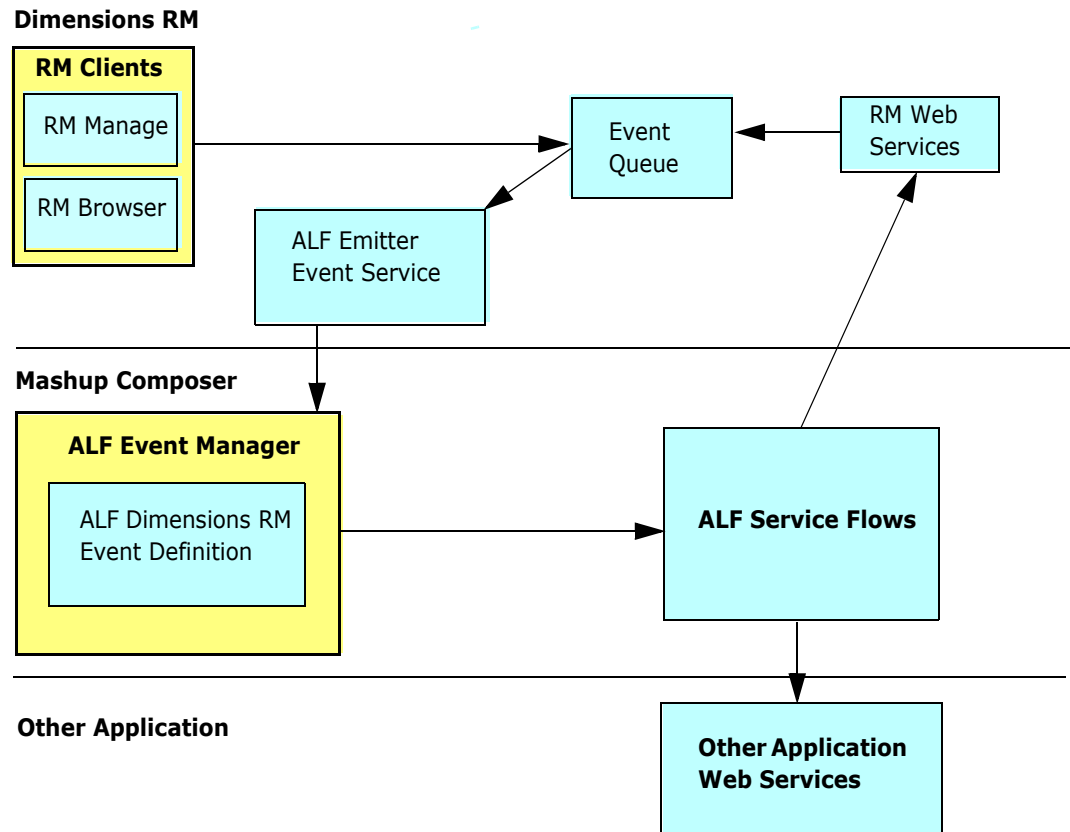 Dimensions RM
RM Clients
RM Manage
RM Browser
Event
Queue
RM Web
Services
ALF Emitter
Event Service
Mashup Composer
ALF Event Manager
ALF Dimensions RM
Event Definition
ALF Service Flows
Other Application
Other Application
Web Services